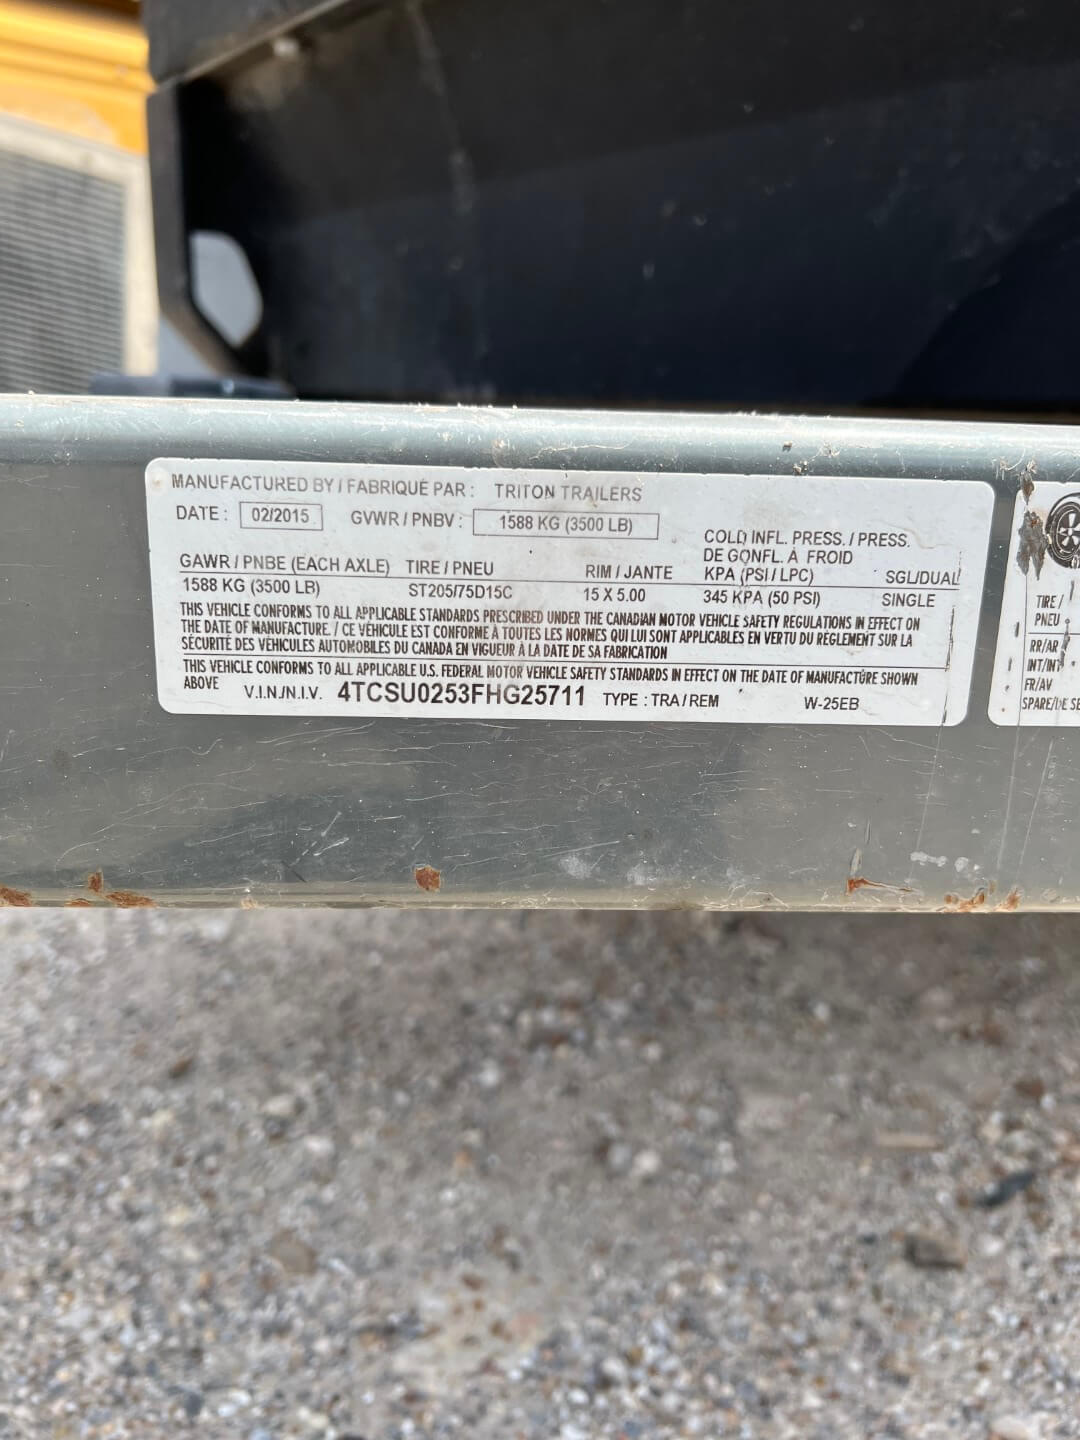 MANUFACTURED BY / FABRIQUÉ PAR : TRITON TRAILERS
DATE : 02/2015 GVWR / PNBV : 1588 KG (3500 LB)
COLD INFL. PRESS. / PRESS.
DE GONFL. À FROID
GAWR / PNBE (EACH AXLE) TIRE / PNEU RIM / JANTE KPA (PSI / LPC) SGL/DUAL
1588 KG (3500 LB) ST205/75D15C 15 X 5.00 345 KPA (50 PSI) SINGLE
THIS VEHICLE CONFORMS TO ALL APPLICABLE STANDARDS PRESCRIBED UNDER THE CANADIAN MOTOR VEHICLE SAFETY REGULATIONS IN EFFECT ON
THE DATE OF MANUFACTURE. / CE VÉHICULE EST CONFORME À TOUTES LES NORMES QUI LUI SONT APPLICABLES EN VERTU DU RÈGLEMENT SUR LA
SÉCURITÉ DES VÉHICULES AUTOMOBILES DU CANADA EN VIGUEUR À LA DATE DE SA FABRICATION
THIS VEHICLE CONFORMS TO ALL APPLICABLE U.S. FEDERAL MOTOR VEHICLE SAFETY STANDARDS IN EFFECT ON THE DATE OF MANUFACTURE SHOWN
ABOVE V.I.N./N.I.V. 4TCSU0253FHG25711 TYPE : TRA / REM W-25EB
TIRE /
PNEU
RR/AR
INT/INT
FR/AV
SPARE/DE SE